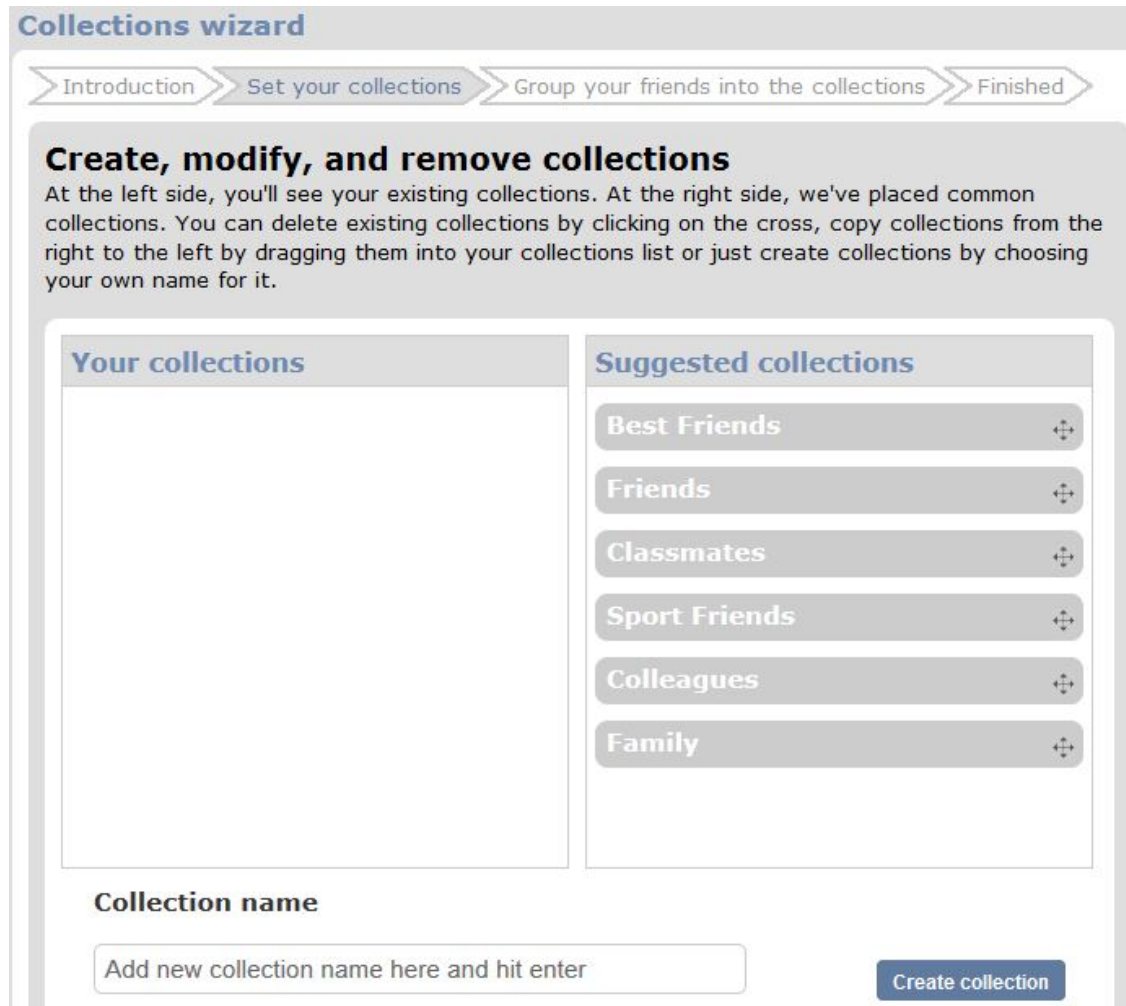 Collections wizard
Introduction
Set your collections
Group your friends into the collections
Finished
Create, modify, and remove collections
At the left side, you'll see your existing collections. At the right side, we've placed common
collections. You can delete existing collections by clicking on the cross, copy collections from the
right to the left by dragging them into your collections list or just create collections by choosing
your own name for it.
Your collections
Suggested collections
Best Friends
Friends
Classmates
Sport Friends
Colleagues
Family
Collection name
Add new collection name here and hit enter
Create collection